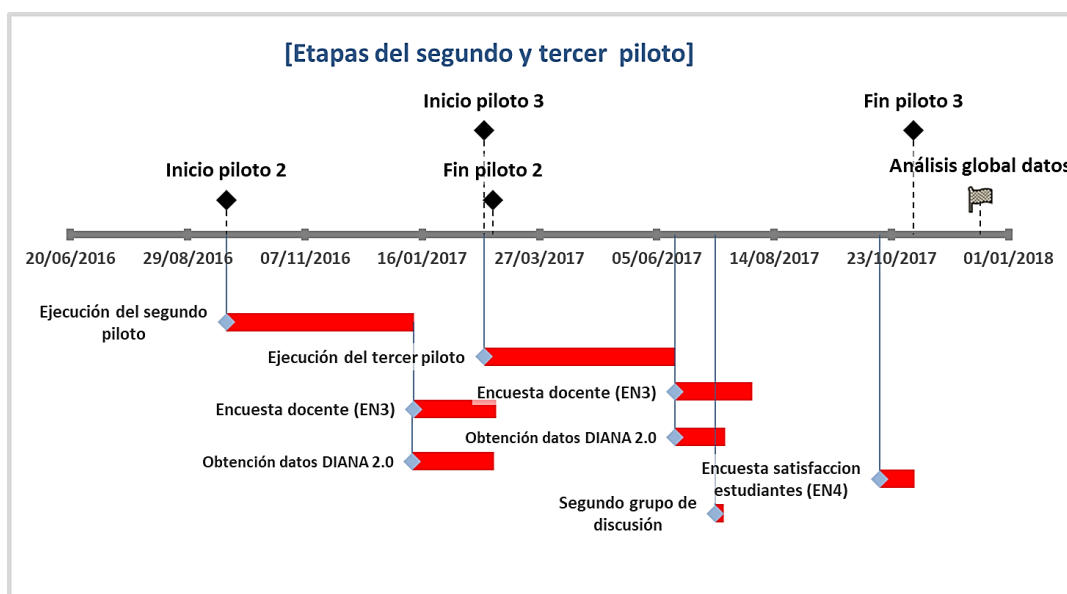 [Etapas del segundo y tercer piloto]
Inicio piloto 3
Fin piloto 3
Inicio piloto 2
Fin piloto 2
Análisis global datos
20/06/2016
29/08/2016
07/11/2016
16/01/2017
27/03/2017
05/06/2017
14/08/2017
23/10/2017
01/01/2018
Ejecución del segundo
piloto
Ejecución del tercer piloto
Encuesta docente (EN3)
Encuesta docente (EN3)
Obtención datos DIANA 2.0
Obtención datos DIANA 2.0
Encuesta satisfaccion
estudiantes (EN4)
Segundo grupo de
discusión